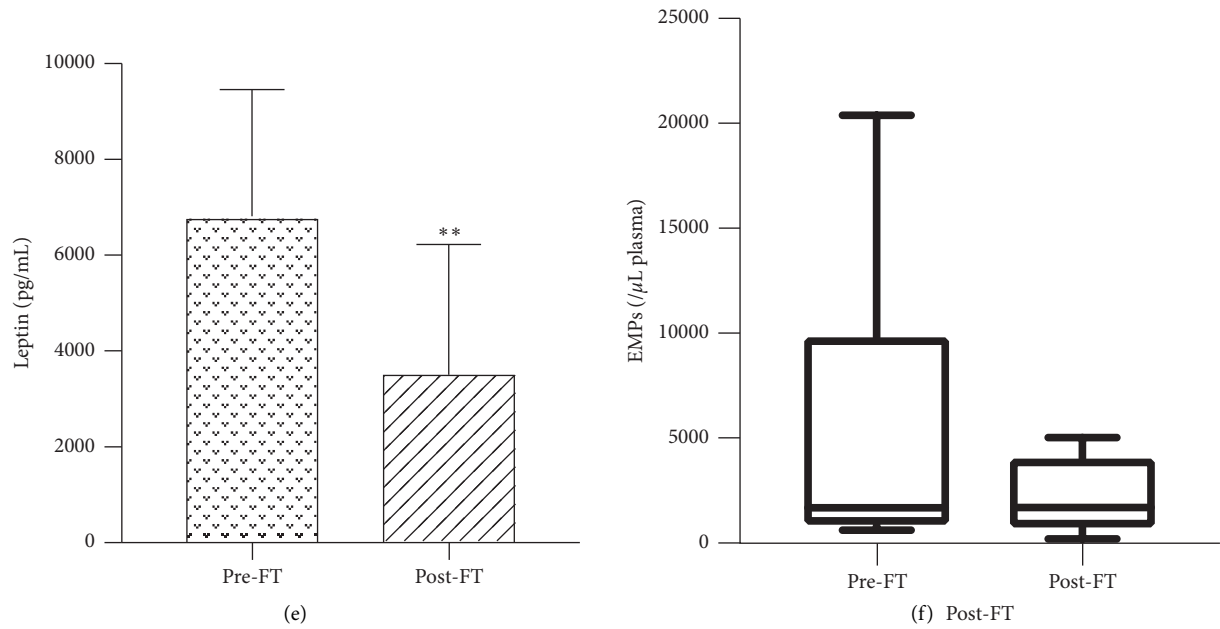 10000
8000
6000
4000
2000
0
Leptin (pg/mL)
**
Pre-FT
Post-FT
(e)
25000
20000
15000
10000
5000
0
EMPs (/μL plasma)
Pre-FT
Post-FT
(f) Post-FT